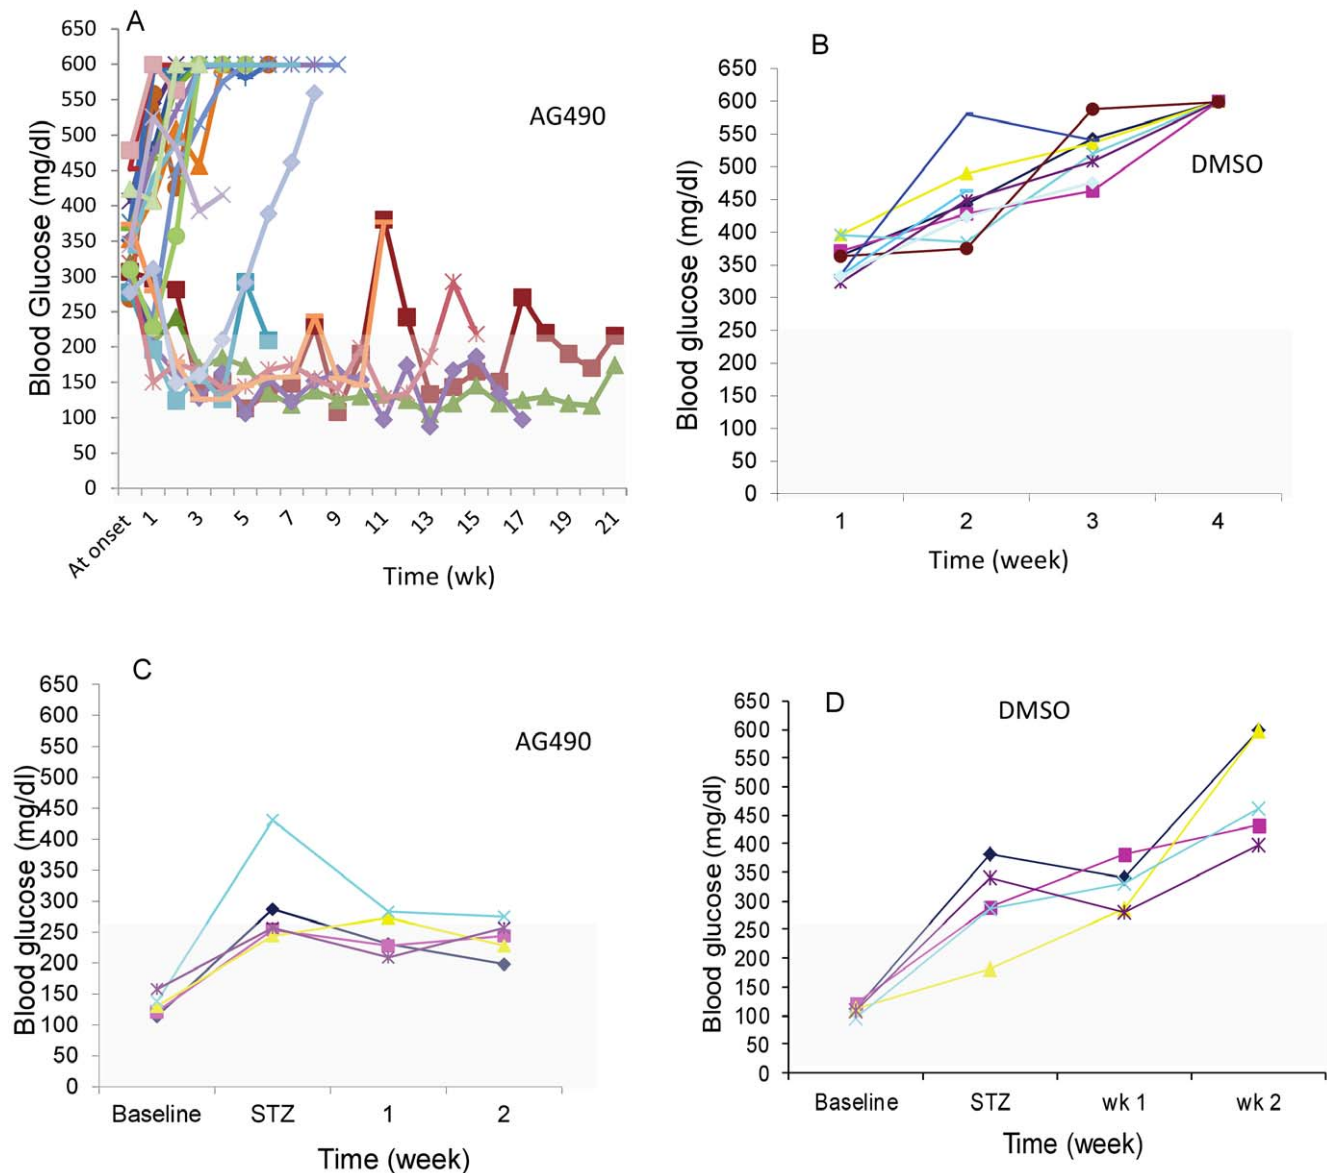 A
650
600
550
500
450
400
350
300
250
200
150
100
50
0
Blood Glucose (mg/dl)
AG490
At onset 1 3 5 7 9 11 13 15 17 19 21
Time (wk)
B
650
600
550
500
450
400
350
300
250
200
150
100
50
0
Blood glucose (mg/dl)
DMSO
1 2 3 4
Time (week)
C
650
600
550
500
450
400
350
300
250
200
150
100
50
0
Blood glucose (mg/dl)
AG490
Baseline STZ 1 2
Time (week)
D
650
600
550
500
450
400
350
300
250
200
150
100
50
0
Blood glucose (mg/dl)
DMSO
Baseline STZ wk 1 wk 2
Time (week)